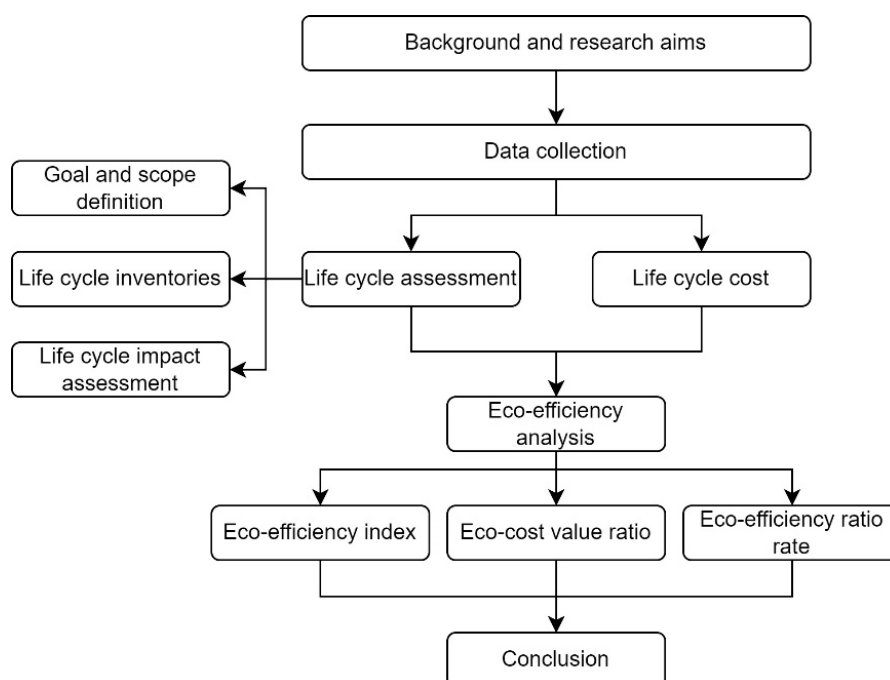 Background and research aims
Data collection
Goal and scope
definition
Life cycle inventories
Life cycle assessment
Life cycle cost
Life cycle impact
assessment
Eco-efficiency
analysis
Eco-efficiency index
Eco-cost value ratio
Eco-efficiency ratio
rate
Conclusion